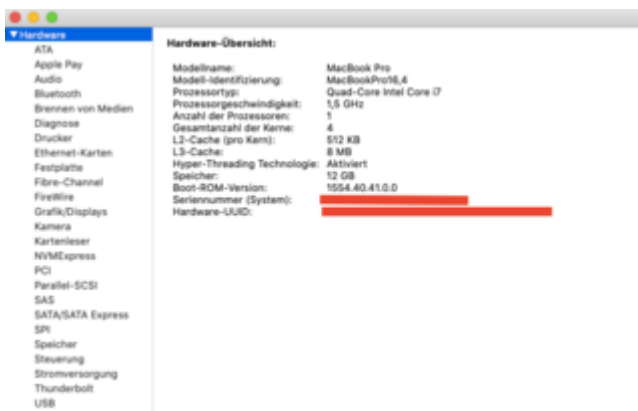 Hardware
ATA
Apple Pay
Audio
Bluetooth
Brennen von Medien
Diagnose
Drucker
Ethernet-Karten
Festplatte
Fibre-Channel
FireWire
Grafik/Displays
Kamera
Kartenleser
NVMExpress
PCI
Parallel-SCSI
SAS
SATA/SATA Express
SPI
Speicher
Steuerung
Stromversorgung
Thunderbolt
USB
Hardware-Übersicht:
Modellname: MacBook Pro
Modell-Identifizierung: MacBookPro16,4
Prozessortyp: Quad-Core Intel Core i7
Prozessorgeschwindigkeit: 1,5 GHz
Anzahl der Prozessoren: 1
Gesamtanzahl der Kerne: 4
L2-Cache (pro Kern): 512 KB
L3-Cache: 8 MB
Hyper-Threading Technologie: Aktiviert
Speicher: 12 GB
Boot-ROM-Version: 1554.40.41.0.0
Seriennummer (System):
Hardware-UUID: